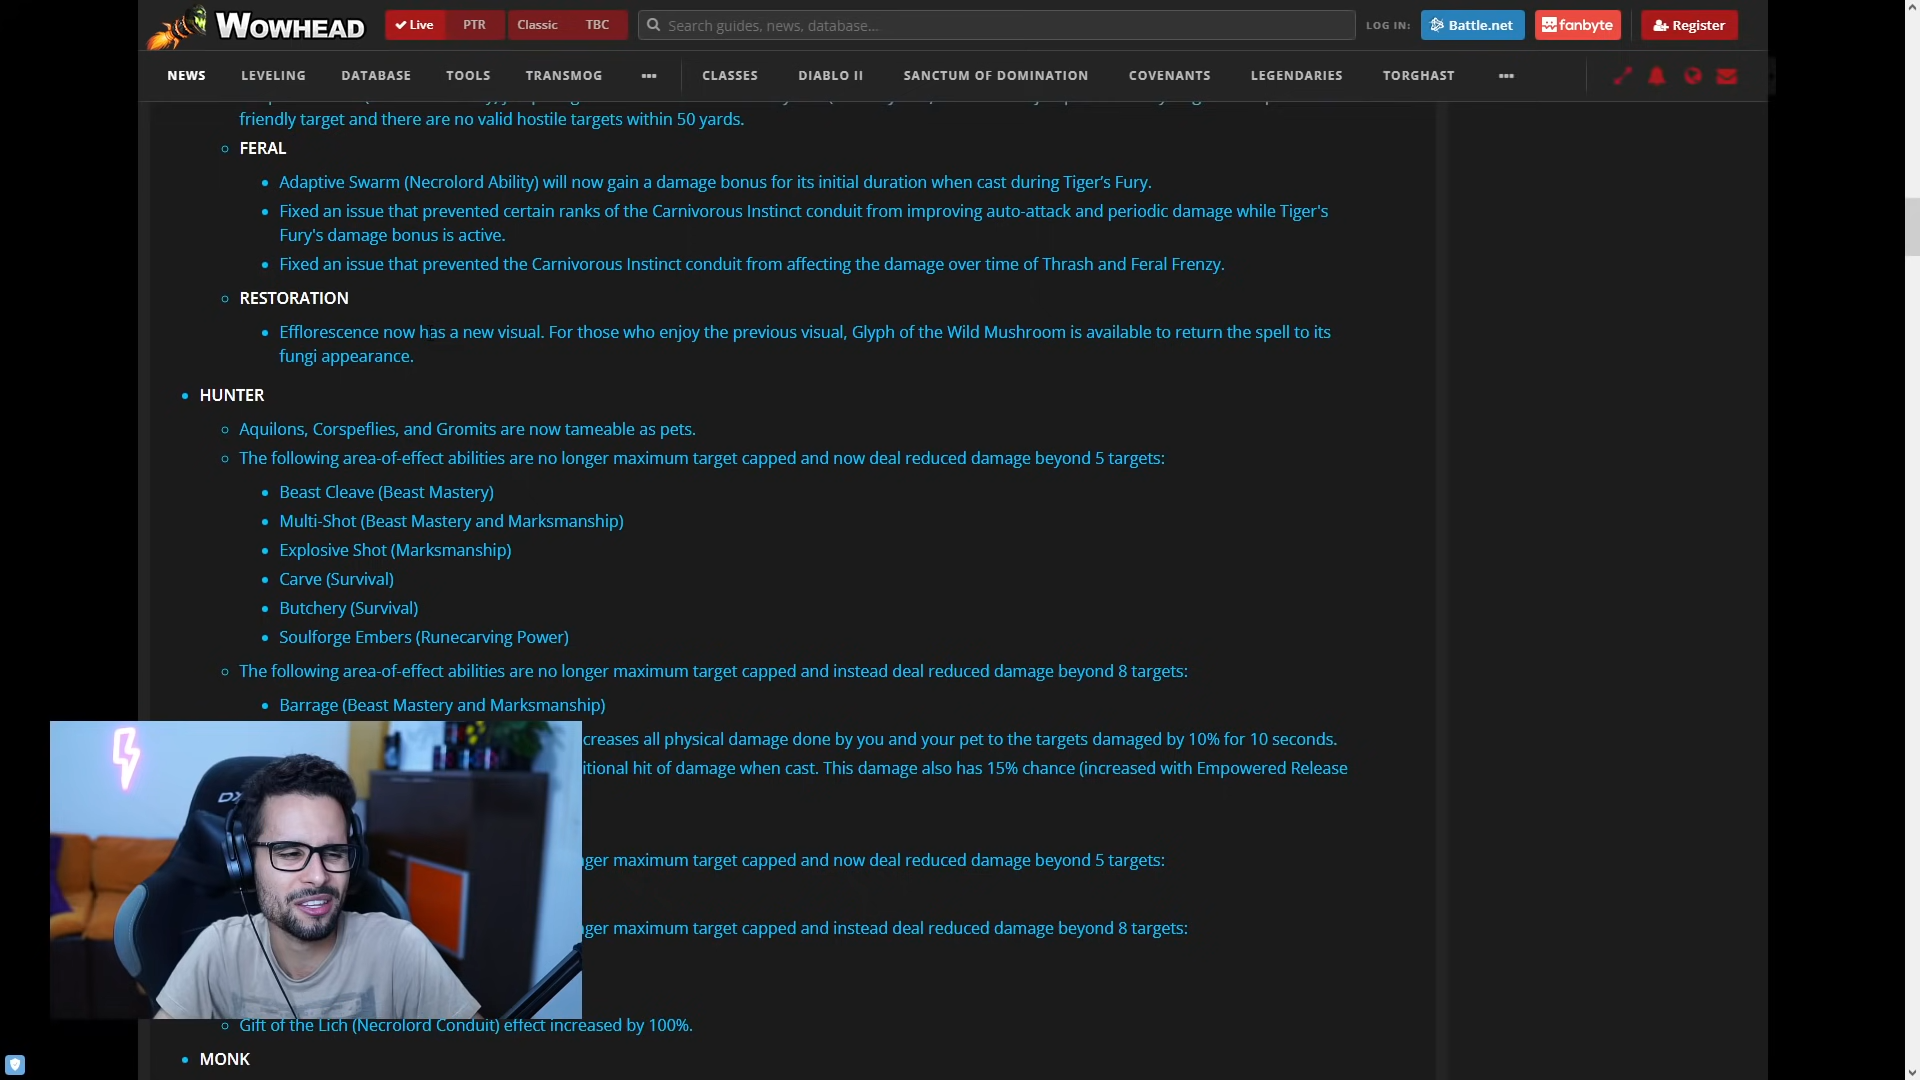 WOWHEAD
Live PTR Classic TBC
Search guides, news, database...
LOG IN: Battle.net fanbyte Register
NEWS LEVELING DATABASE TOOLS TRANSMOG ••• CLASSES DIABLO II SANCTUM OF DOMINATION COVENANTS LEGENDARIES TORGHAST •••
friendly target and there are no valid hostile targets within 50 yards.
FERAL
Adaptive Swarm (Necrolord Ability) will now gain a damage bonus for its initial duration when cast during Tiger's Fury.
Fixed an issue that prevented certain ranks of the Carnivorous Instinct conduit from improving auto-attack and periodic damage while Tiger's
Fury's damage bonus is active.
Fixed an issue that prevented the Carnivorous Instinct conduit from affecting the damage over time of Thrash and Feral Frenzy.
RESTORATION
Efflorescence now has a new visual. For those who enjoy the previous visual, Glyph of the Wild Mushroom is available to return the spell to its
fungi appearance.
HUNTER
Aquilons, Corpseflies, and Gromits are now tameable as pets.
The following area-of-effect abilities are no longer maximum target capped and now deal reduced damage beyond 5 targets:
Beast Cleave (Beast Mastery)
Multi-Shot (Beast Mastery and Marksmanship)
Explosive Shot (Marksmanship)
Carve (Survival)
Butchery (Survival)
Soulforge Embers (Runecarving Power)
The following area-of-effect abilities are no longer maximum target capped and instead deal reduced damage beyond 8 targets:
Barrage (Beast Mastery and Marksmanship)
creases all physical damage done by you and your pet to the targets damaged by 10% for 10 seconds.
itional hit of damage when cast. This damage also has 15% chance (increased with Empowered Release
nger maximum target capped and now deal reduced damage beyond 5 targets:
nger maximum target capped and instead deal reduced damage beyond 8 targets:
Gift of the Lich (Necrolord Conduit) effect increased by 100%.
MONK